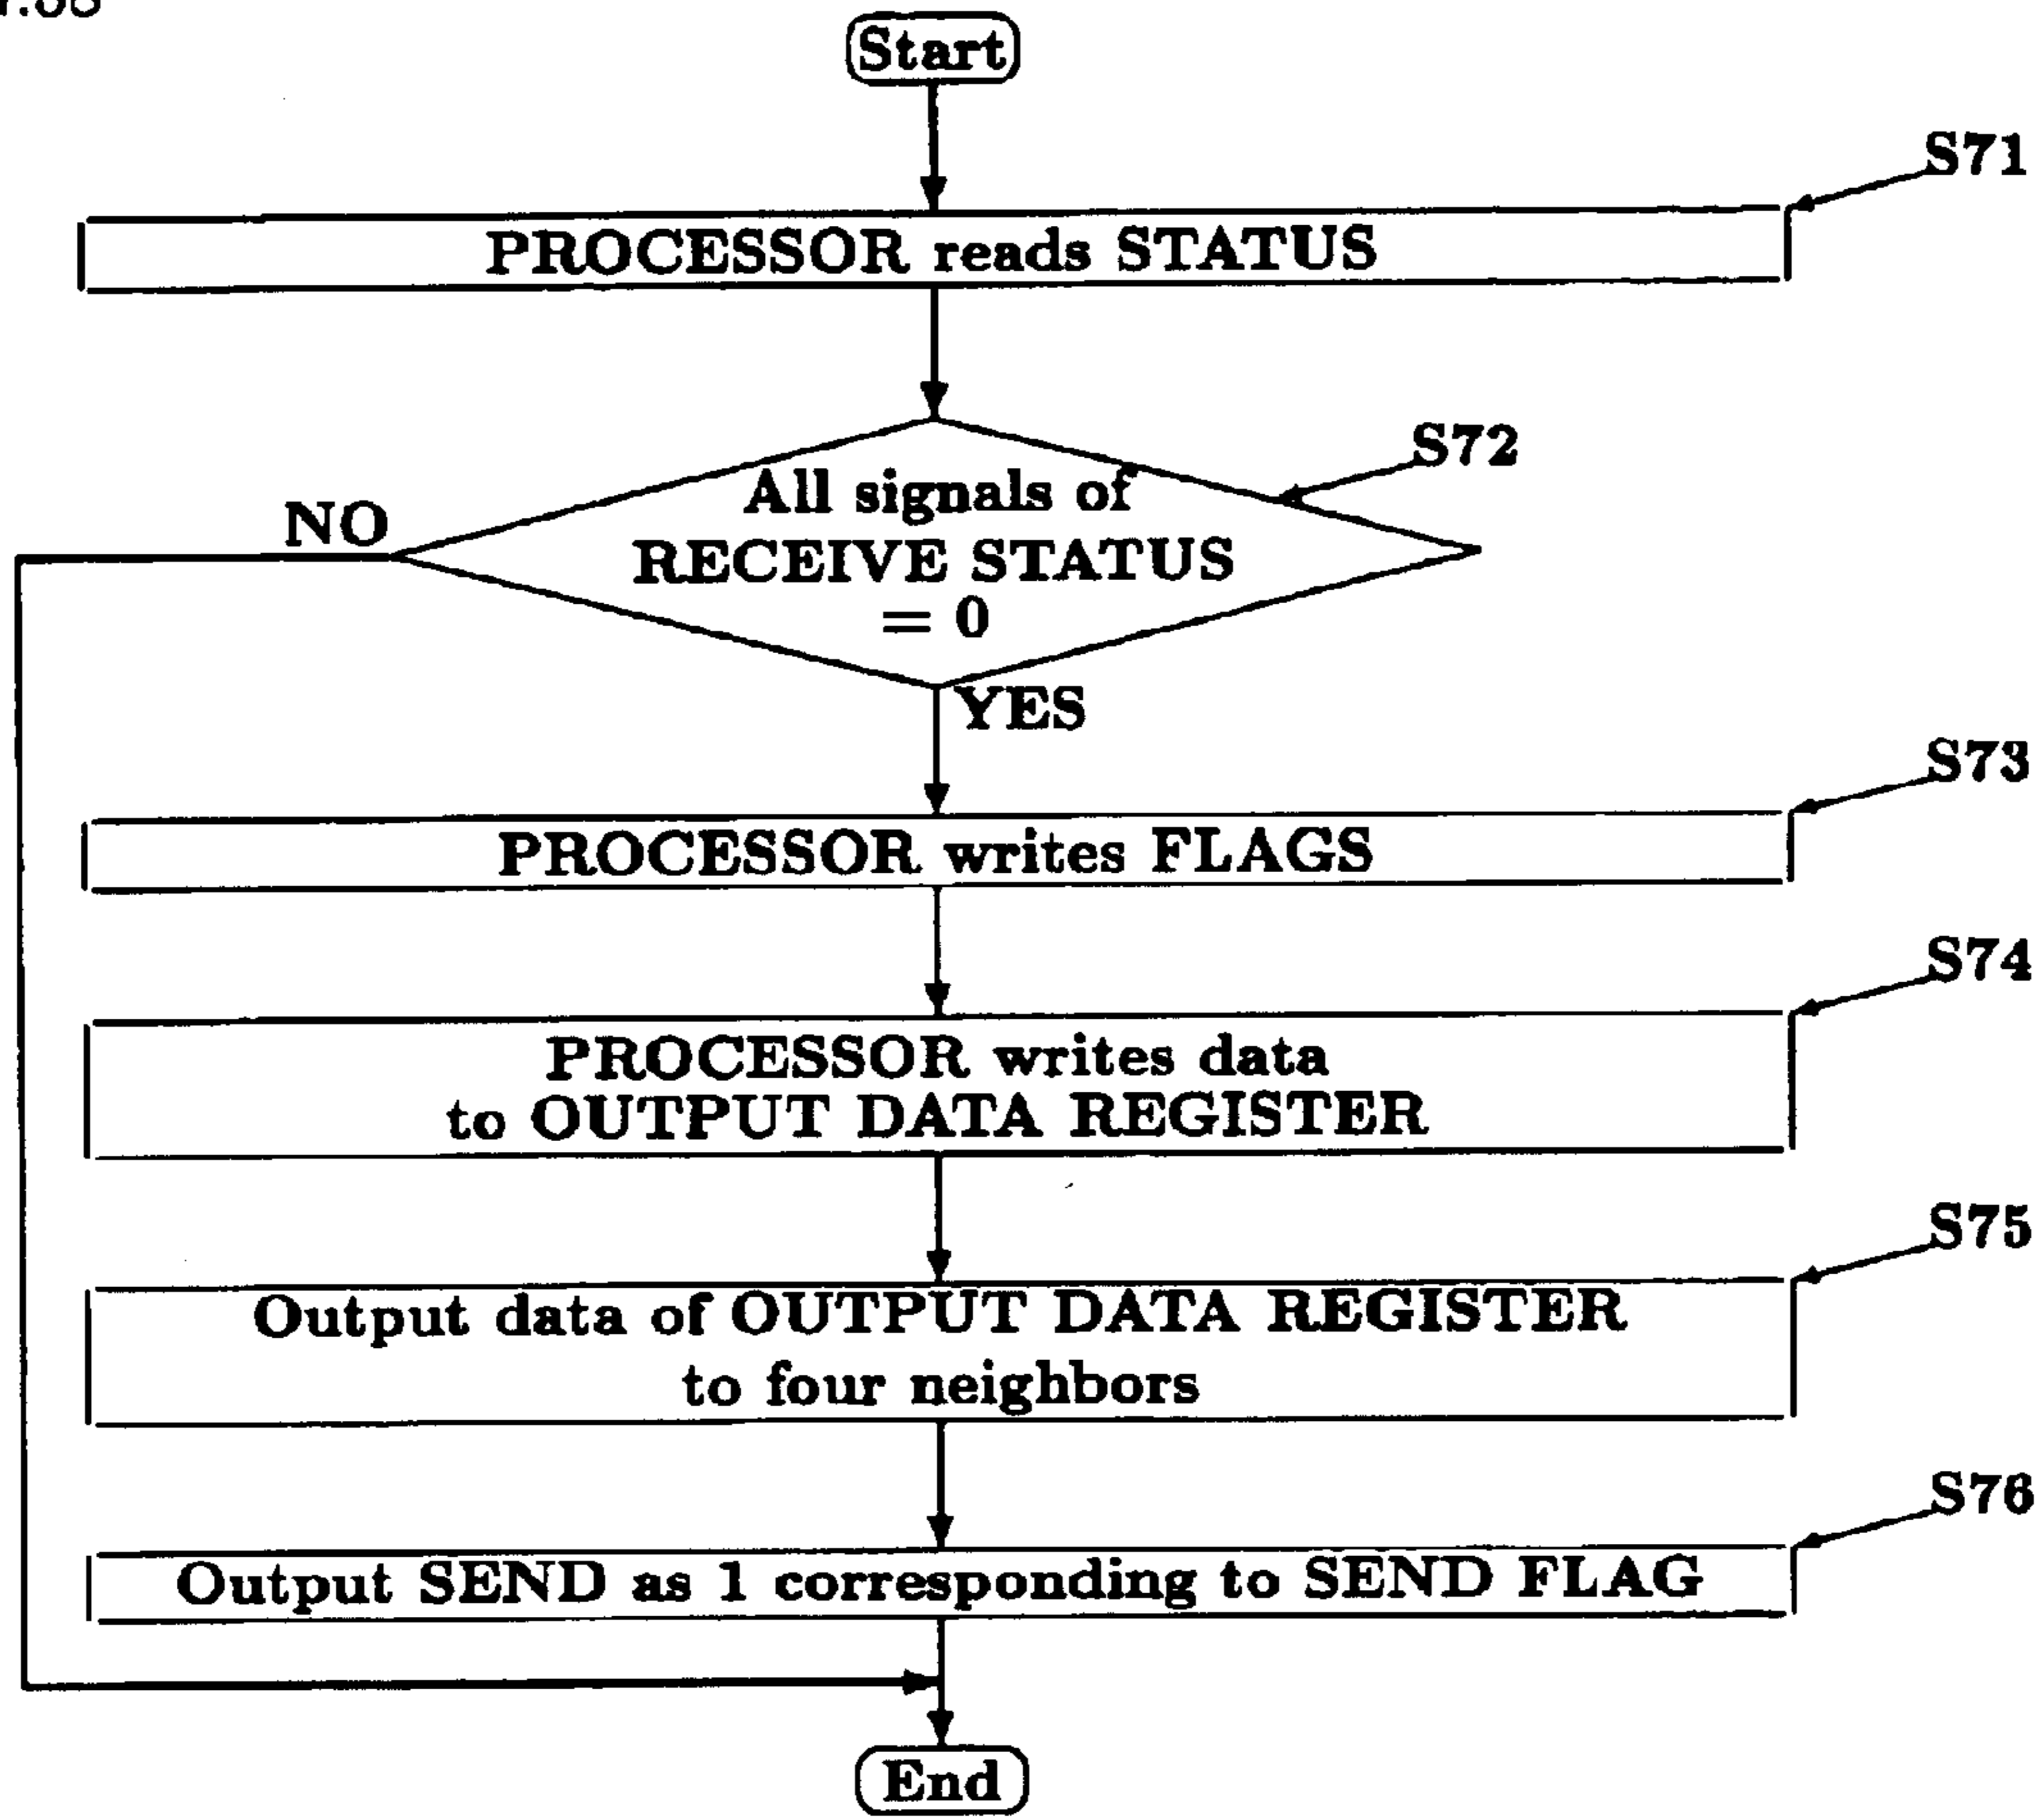 Start
S71
PROCESSOR reads STATUS
S72
All signals of
RECEIVE STATUS
= 0
NO
YES
S73
PROCESSOR writes FLAGS
S74
PROCESSOR writes data
to OUTPUT DATA REGISTER
S75
Output data of OUTPUT DATA REGISTER
to four neighbors
S76
Output SEND as 1 corresponding to SEND FLAG
End